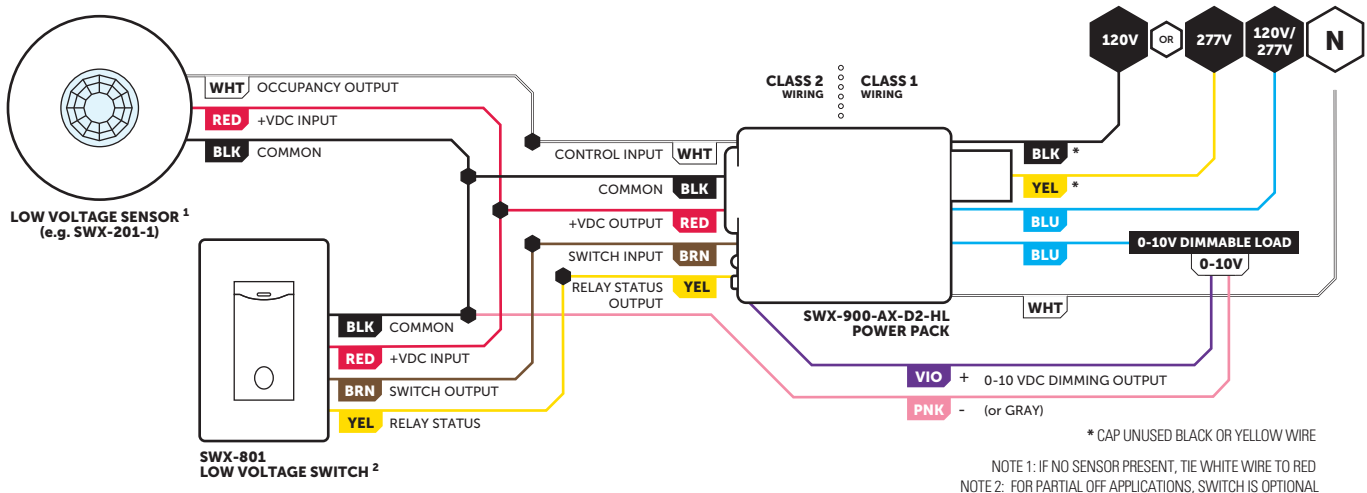 120V
OR
277V
120V/
277V
N
WHT OCCUPANCY OUTPUT
RED +VDC INPUT
BLK COMMON
LOW VOLTAGE SENSOR 1
(e.g. SWX-201-1)
CLASS 2
WIRING
CLASS 1
WIRING
CONTROL INPUT WHT
COMMON BLK
+VDC OUTPUT RED
SWITCH INPUT BRN
RELAY STATUS YEL
OUTPUT
BLK *
YEL *
BLU
BLU
WHT
0-10V DIMMABLE LOAD
0-10V
SWX-900-AX-D2-HL
POWER PACK
BLK COMMON
RED +VDC INPUT
BRN SWITCH OUTPUT
YEL RELAY STATUS
SWX-801
LOW VOLTAGE SWITCH 2
VIO + 0-10 VDC DIMMING OUTPUT
PNK - (or GRAY)
* CAP UNUSED BLACK OR YELLOW WIRE
NOTE 1: IF NO SENSOR PRESENT, TIE WHITE WIRE TO RED
NOTE 2: FOR PARTIAL OFF APPLICATIONS, SWITCH IS OPTIONAL